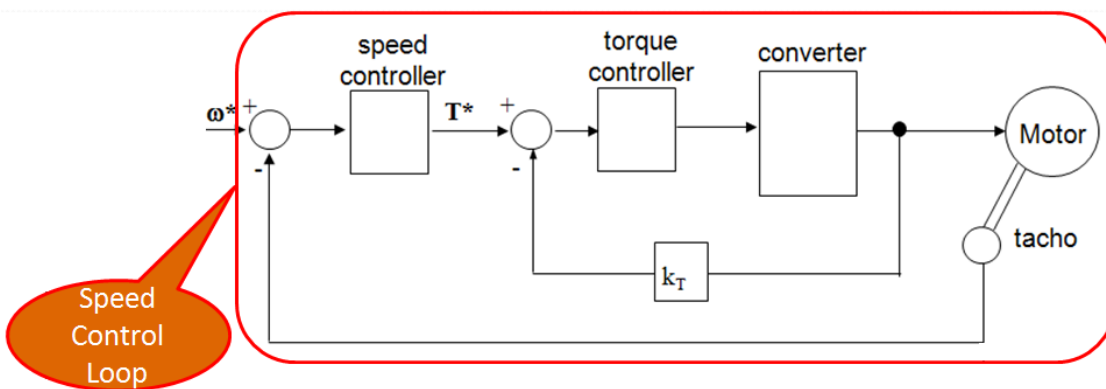 speed
controller
torque
controller
converter
ω* +
T*
+
Motor
-
-
tacho
k_T
Speed
Control
Loop